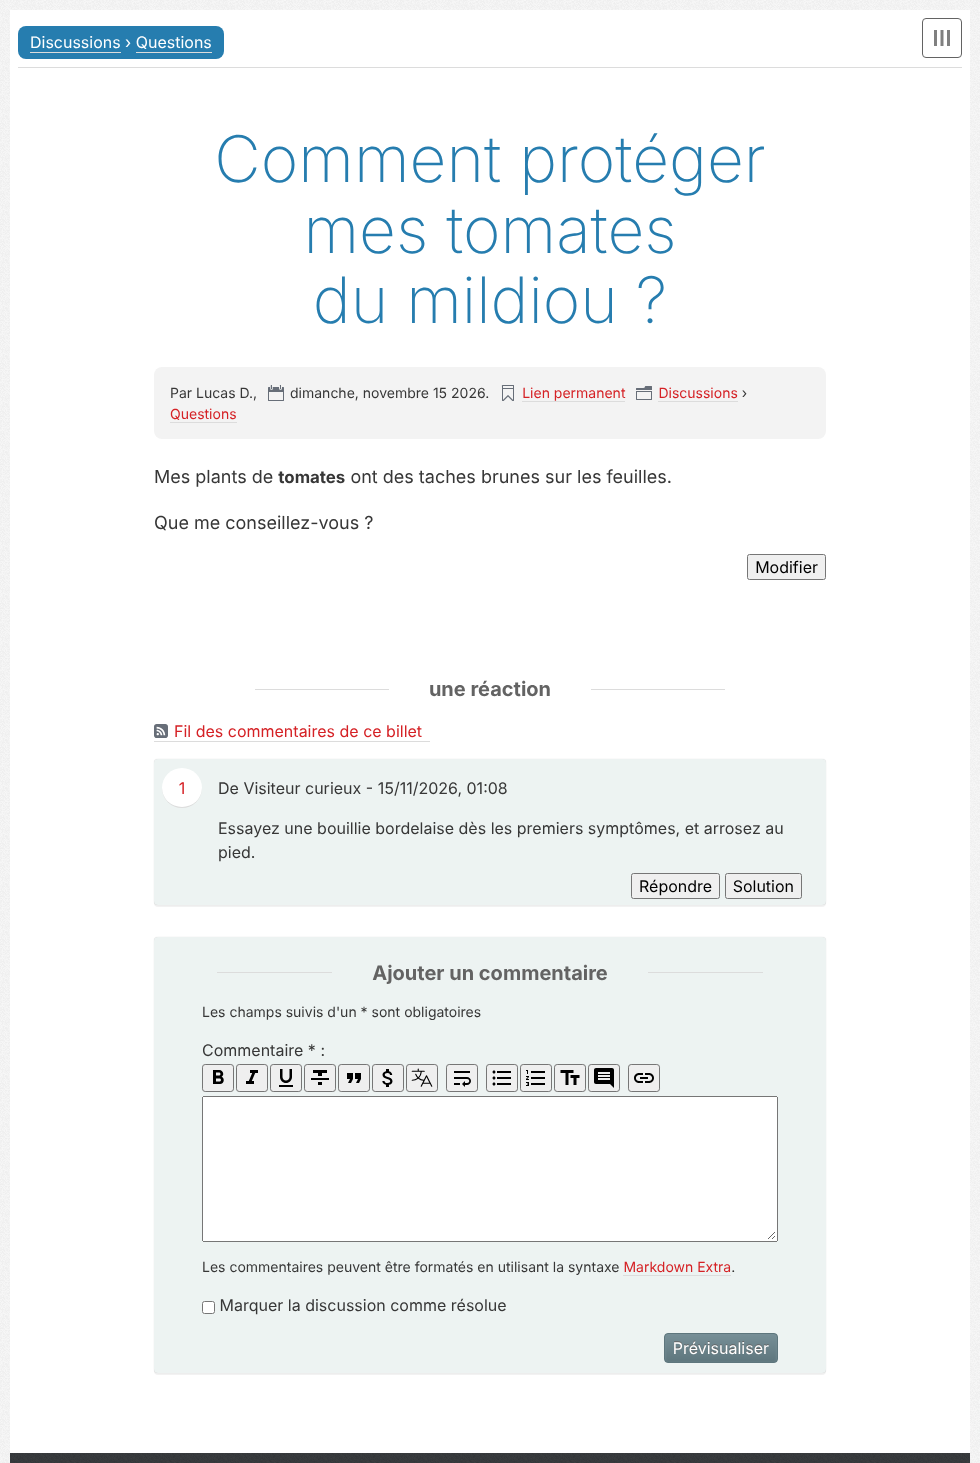 Discussions › Questions
Comment protéger
mes tomates
du mildiou ?
Par Lucas D., dimanche, novembre 15 2026. Lien permanent Discussions ›
Questions
Mes plants de tomates ont des taches brunes sur les feuilles.
Que me conseillez-vous ?
Modifier
une réaction
Fil des commentaires de ce billet
1 De Visiteur curieux - 15/11/2026, 01:08
Essayez une bouillie bordelaise dès les premiers symptômes, et arrosez au
pied.
Répondre Solution
Ajouter un commentaire
Les champs suivis d'un * sont obligatoires
Commentaire * :
Les commentaires peuvent être formatés en utilisant la syntaxe Markdown Extra.
Marquer la discussion comme résolue
Prévisualiser